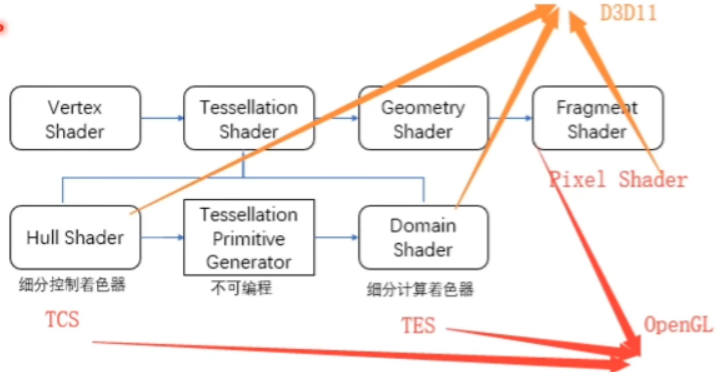 D3D11
Vertex
Shader
Tessellation
Shader
Geometry
Shader
Fragment
Shader
Pixel Shader
Hull Shader
Tessellation
Primitive
Generator
Domain
Shader
细分控制着色器
不可编程
细分计算着色器
TCS
TES
OpenGL